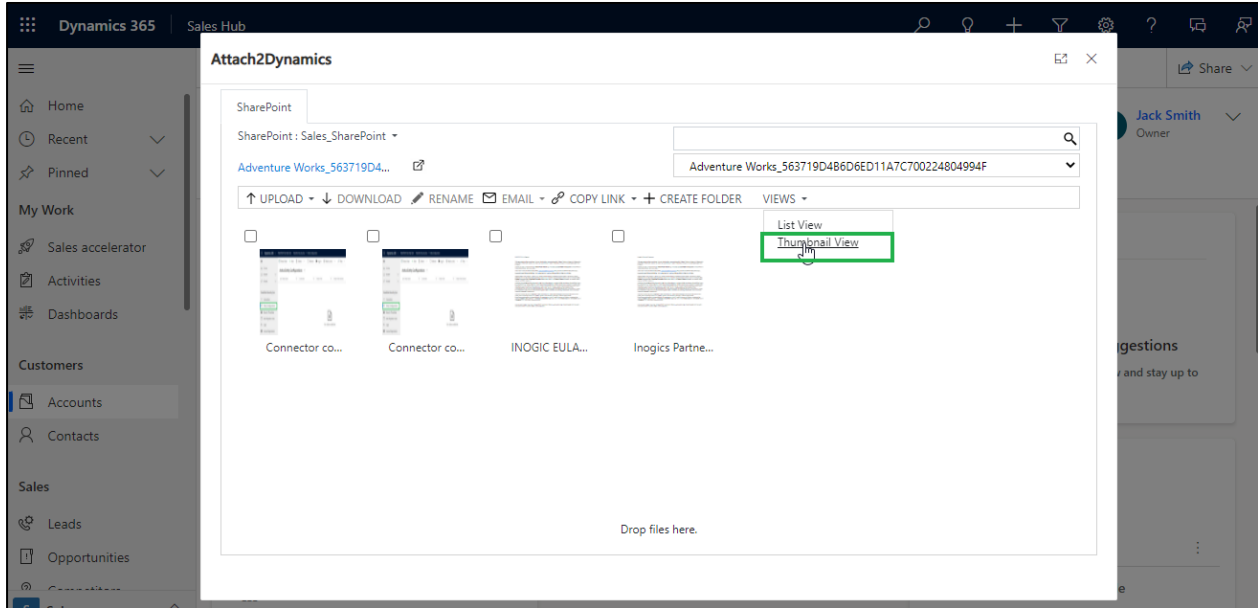 Dynamics 365 Sales Hub
Attach2Dynamics
Share
Home
Recent
Pinned
My Work
Sales accelerator
Activities
Dashboards
Customers
Accounts
Contacts
Sales
Leads
Opportunities
Jack Smith
Owner
SharePoint
SharePoint : Sales_SharePoint
Adventure Works_563719D4...
Adventure Works_563719D4B6D6ED11A7C700224804994F
UPLOAD DOWNLOAD RENAME EMAIL COPY LINK CREATE FOLDER VIEWS
List View
Thumbnail View
Connector co... Connector co... INOGIC EULA... Inogics Partne...
Drop files here.
and stay up to